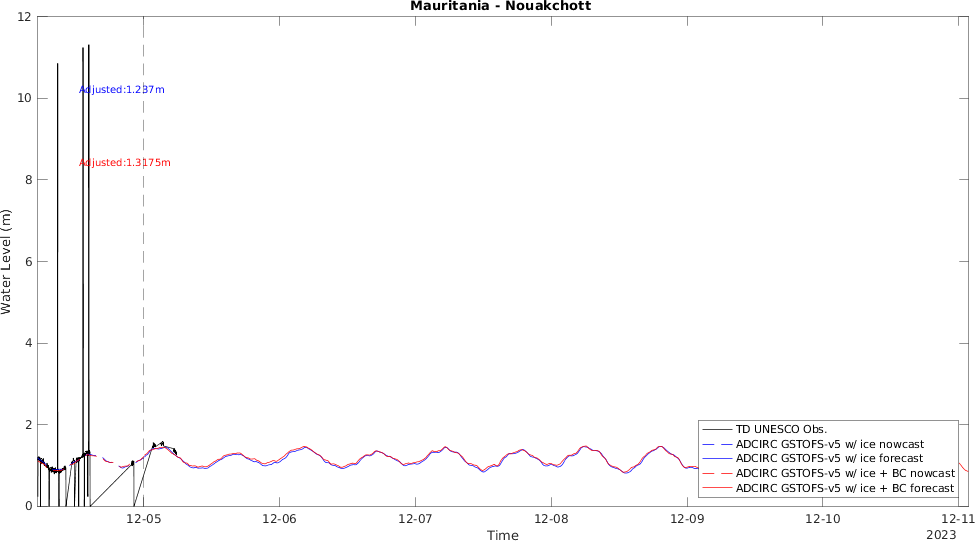 Mauritania - Nouakchott
12
10
8
6
4
2
0
Water Level (m)
Adjusted:1.237m
Adjusted:1.3175m
TD UNESCO Obs.
ADCIRC GSTOFS-v5 w/ ice nowcast
ADCIRC GSTOFS-v5 w/ ice forecast
ADCIRC GSTOFS-v5 w/ ice + BC nowcast
ADCIRC GSTOFS-v5 w/ ice + BC forecast
12-05
12-06
12-07
12-08
12-09
12-10
12-11
Time
2023